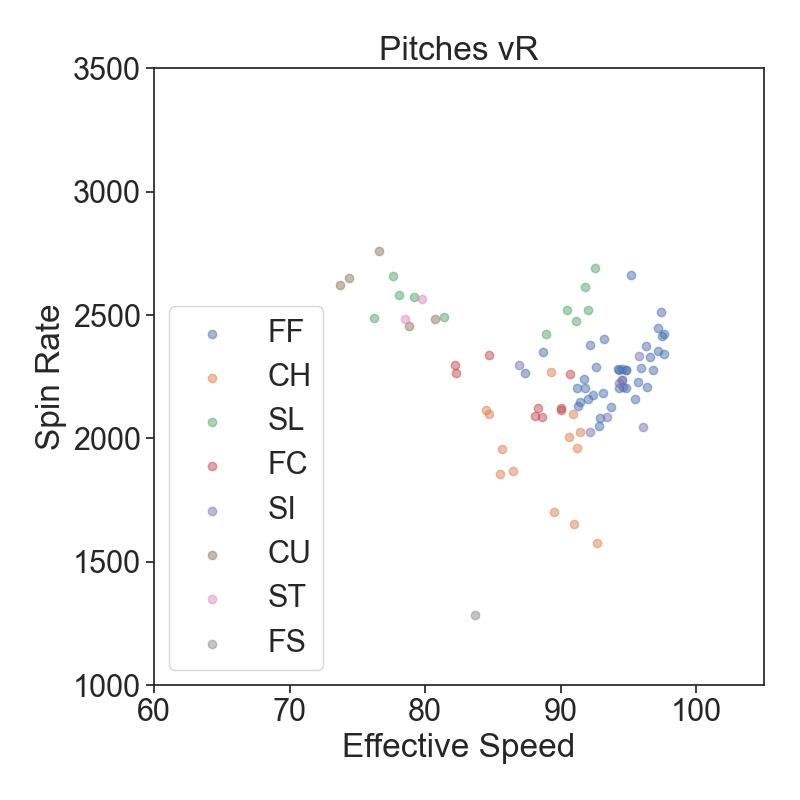 Pitches vR
3500
3000
2500
2000
1500
1000
Spin Rate
FF
CH
SL
FC
SI
CU
ST
FS
60 70 80 90 100
Effective Speed